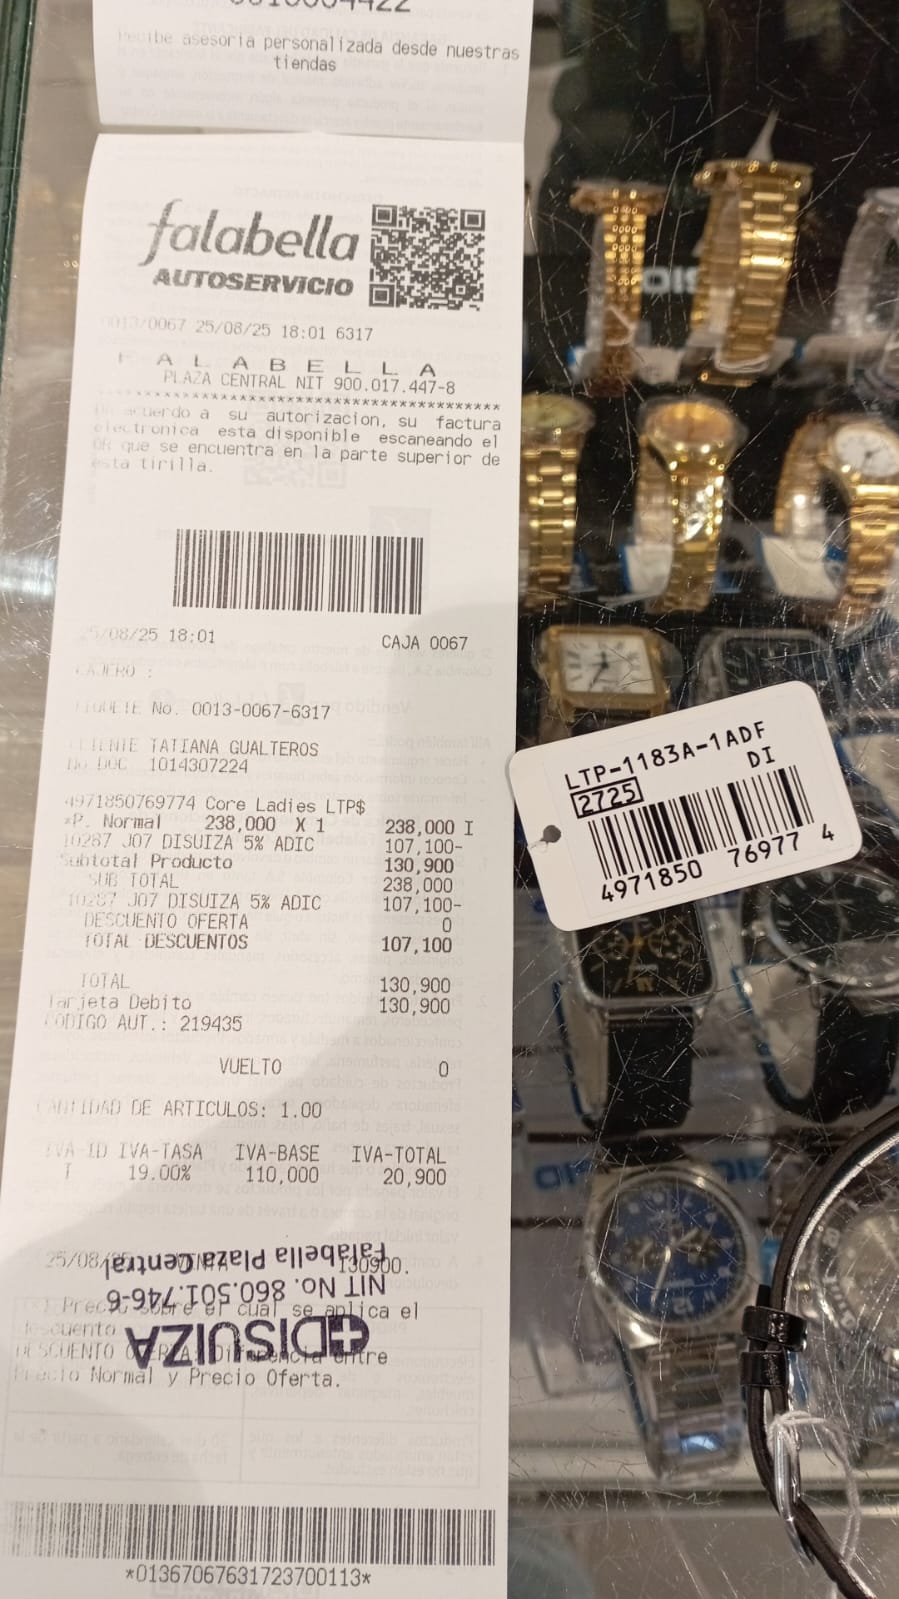 Recibe asesoria personalizada desde nuestras
tiendas
falabella
AUTOSERVICIO
0013/0067 25/08/25 18:01 6317
F A L A B E L L A
PLAZA CENTRAL NIT 900.017.447-8
De acuerdo a su autorizacion, su factura
electronica esta disponible escaneando el
QR que se encuentra en la parte superior de
esta tirilla.
25/08/25 18:01 CAJA 0067
CAJERO :
TIQUETE No. 0013-0067-6317
CLIENTE TATIANA GUALTEROS
No DOC 1014307224
4971850769774 Core Ladies LTP$
*P. Normal 238,000 X 1 238,000 I
10287 J07 DISUIZA 5% ADIC 107,100-
Subtotal Producto 130,900
SUB TOTAL 238,000
10287 J07 DISUIZA 5% ADIC 107,100-
DESCUENTO OFERTA 0
TOTAL DESCUENTOS 107,100
TOTAL 130,900
Tarjeta Debito 130,900
CODIGO AUT.: 219435
VUELTO 0
CANTIDAD DE ARTICULOS: 1.00
IVA-ID IVA-TASA IVA-BASE IVA-TOTAL
I 19.00% 110,000 20,900
25/08/25 130900.
(*) Precio sobre el cual se aplica el
descuento
DESCUENTO OFERTA: Diferencia entre
Precio Normal y Precio Oferta.
DISUIZA
NIT No. 860.501.746-6
Falabella Plaza Central
*01367067631723700113*
LTP-1183A-1ADF
2725 DI
4971850 76977 4